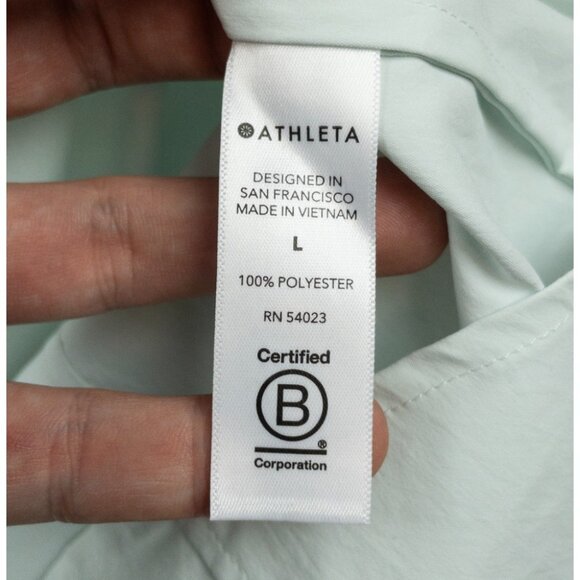 ATHLETA
DESIGNED IN
SAN FRANCISCO
MADE IN VIETNAM
L
100% POLYESTER
RN 54023
Certified
B
®
Corporation